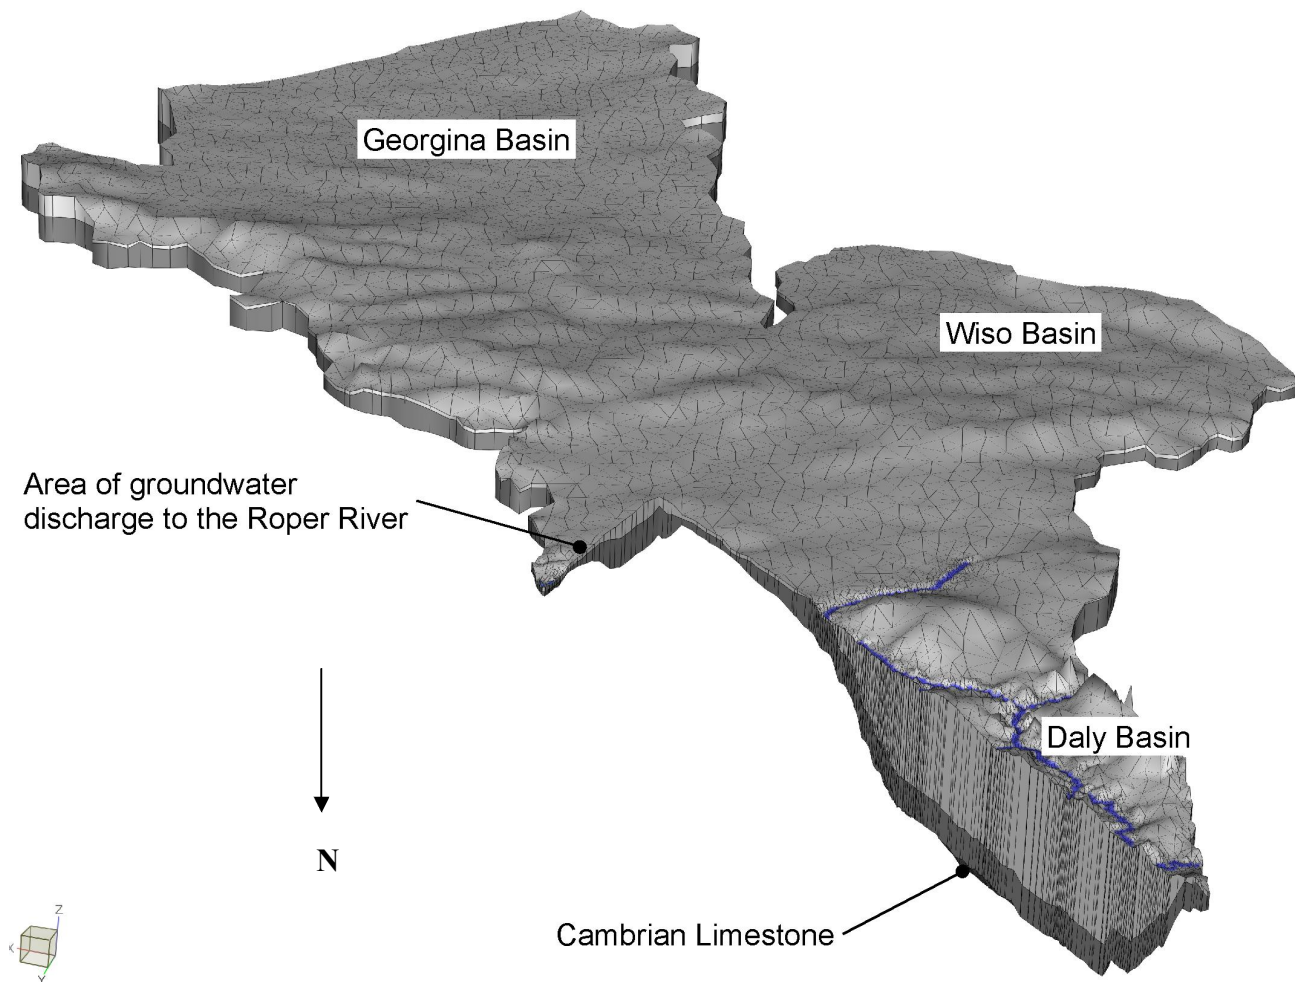 Georgina Basin
Wiso Basin
Area of groundwater
discharge to the Roper River
Daly Basin
N
Cambrian Limestone
Z
X
Y